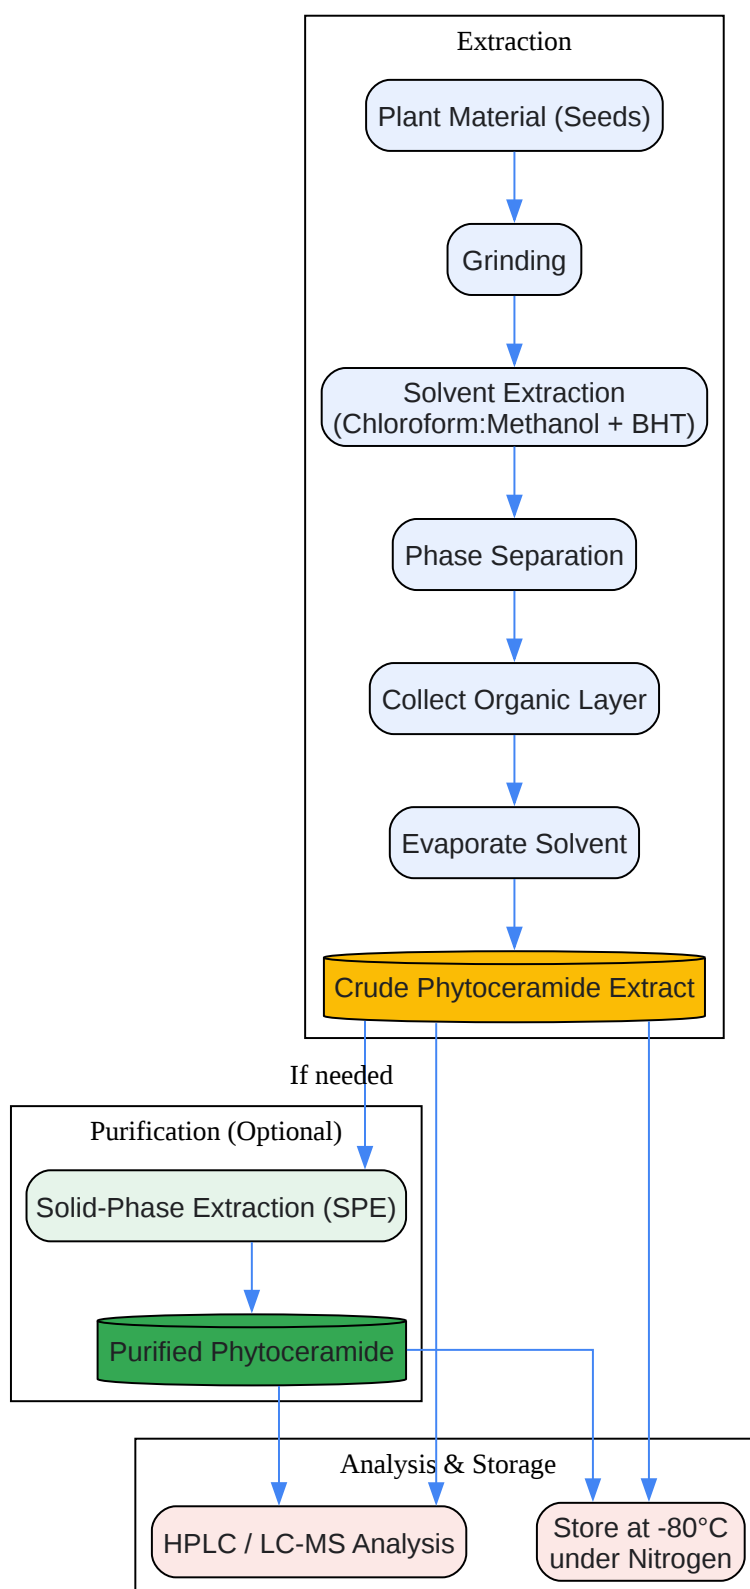 Extraction
Plant Material (Seeds)
Grinding
Solvent Extraction
(Chloroform:Methanol + BHT)
Phase Separation
Collect Organic Layer
Evaporate Solvent
Crude Phytoceramide Extract
If needed
Purification (Optional)
Solid-Phase Extraction (SPE)
Purified Phytoceramide
Analysis & Storage
HPLC / LC-MS Analysis
Store at -80°C
under Nitrogen